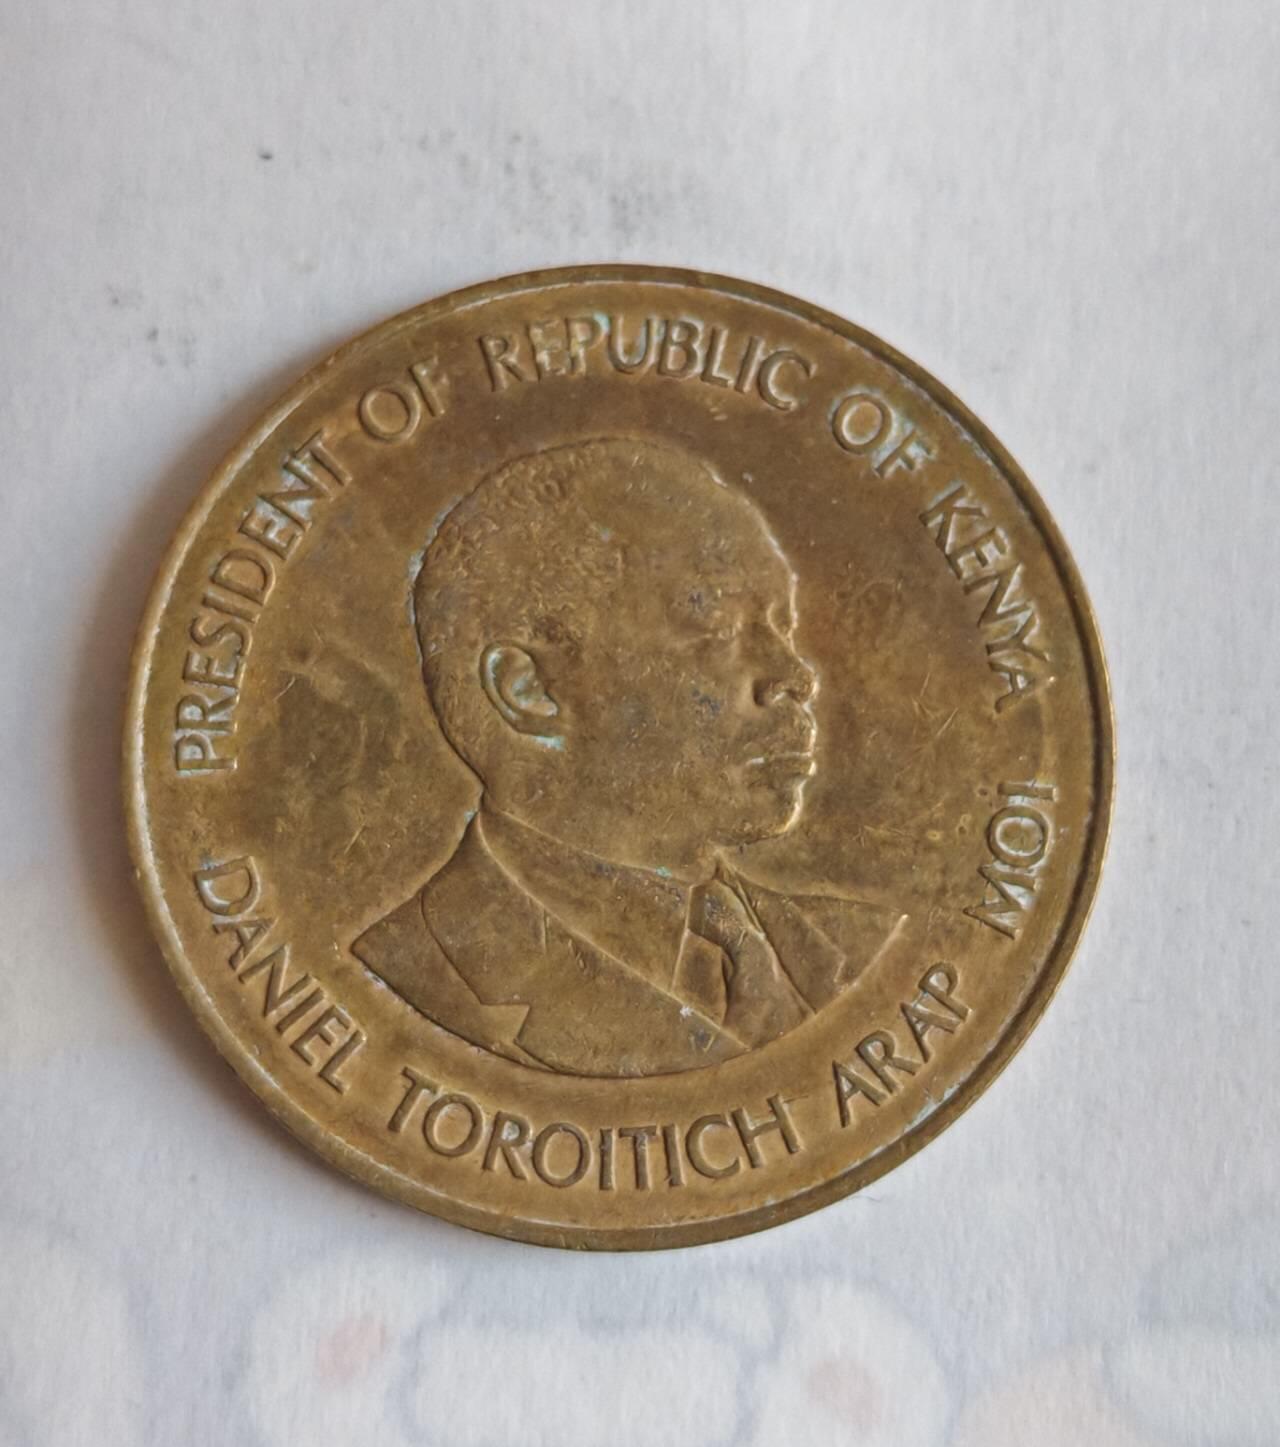 PRESIDENT OF REPUBLIC OF KENYA
DANIEL TOROITICH ARAP MOI